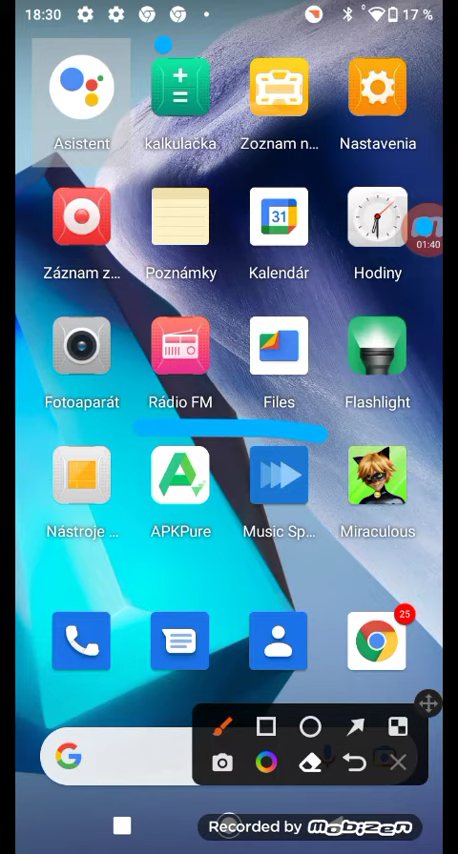 18:30 17 %
Asistent kalkulačka Zoznam n... Nastavenia
31
01:40
Záznam z... Poznámky Kalendár Hodiny
Fotoaparát Rádio FM Files Flashlight
Nástroje ... APKPure Music Sp... Miraculous
25
Recorded by mobizen